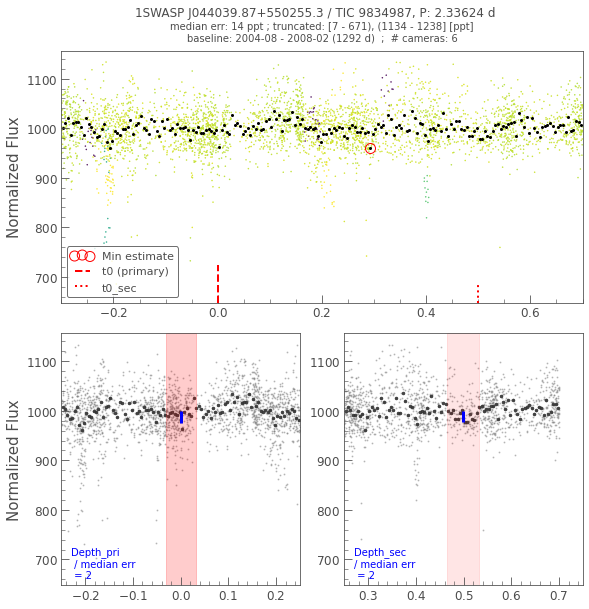 1SWASP J044039.87+550255.3 / TIC 9834987, P: 2.33624 d
median err: 14 ppt ; truncated: [7 - 671), (1134 - 1238] [ppt]
baseline: 2004-08 - 2008-02 (1292 d)  ;  # cameras: 6
Normalized Flux
1100
1000
900
800
700
Min estimate
t0 (primary)
t0_sec
−0.2
0.0
0.2
0.4
0.6
Normalized Flux
1100
1000
900
800
700
Depth_pri
/ median err
= 2
−0.2
−0.1
0.0
0.1
0.2
1100
1000
900
800
700
Depth_sec
/ median err
= 2
0.3
0.4
0.5
0.6
0.7